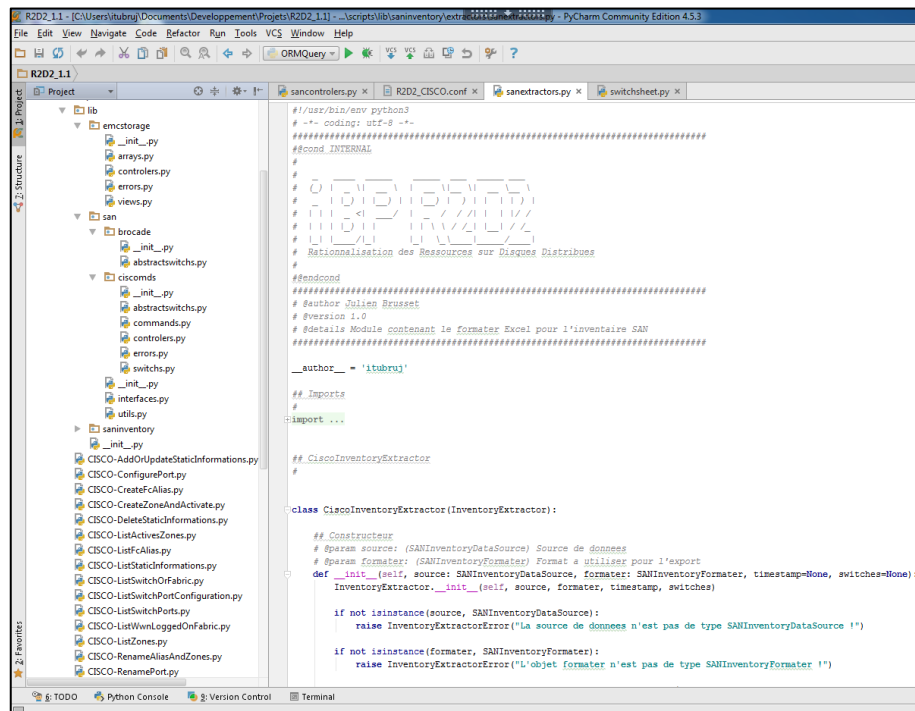 R2D2_1.1 - [C:\Users\itubruj\Documents\Developpement\Projets\R2D2_1.1] - ...\scripts\lib\saninventory\extractors\sanextractors.py - PyCharm Community Edition 4.5.3
File Edit View Navigate Code Refactor Run Tools VCS Window Help
ORMQuery
VCS VCS
R2D2_1.1
1: Project
7: Structure
2: Favorites
Project
lib
emcstorage
__init__.py
arrays.py
controlers.py
errors.py
views.py
san
brocade
__init__.py
abstractswitchs.py
ciscomds
__init__.py
abstractswitchs.py
commands.py
controlers.py
errors.py
switchs.py
__init__.py
interfaces.py
utils.py
saninventory
__init__.py
CISCO-AddOrUpdateStaticInformations.py
CISCO-ConfigurePort.py
CISCO-CreateFcAlias.py
CISCO-CreateZoneAndActivate.py
CISCO-DeleteStaticInformations.py
CISCO-ListActivesZones.py
CISCO-ListFcAlias.py
CISCO-ListStaticInformations.py
CISCO-ListSwitchOrFabric.py
CISCO-ListSwitchPortConfiguration.py
CISCO-ListSwitchPorts.py
CISCO-ListWwnLoggedOnFabric.py
CISCO-ListZones.py
CISCO-RenameAliasAndZones.py
CISCO-RenamePort.py
sancontrolers.py R2D2_CISCO.conf sanextractors.py switchsheet.py
#!/usr/bin/env python3
# -*- coding: utf-8 -*-
#@cond INTERNAL
#
# Rationnalisation des Ressources sur Disques Distribues
#
#@endcond
# @author Julien Brusset
# @version 1.0
# @details Module contenant le formater Excel pour l'inventaire SAN
__author__ = 'itubruj'
## Imports
#
import ...
## CiscoInventoryExtractor
#
class CiscoInventoryExtractor(InventoryExtractor):
## Constructeur
# @param source: (SANInventoryDataSource) Source de donnees
# @param formater: (SANInventoryFormater) Format a utiliser pour l'export
def __init__(self, source: SANInventoryDataSource, formater: SANInventoryFormater, timestamp=None, switches=None):
InventoryExtractor.__init__(self, source, formater, timestamp, switches)
if not isinstance(source, SANInventoryDataSource):
raise InventoryExtractorError("La source de donnees n'est pas de type SANInventoryDataSource !")
if not isinstance(formater, SANInventoryFormater):
raise InventoryExtractorError("L'objet formater n'est pas de type SANInventoryFormater !")
6: TODO Python Console 9: Version Control Terminal